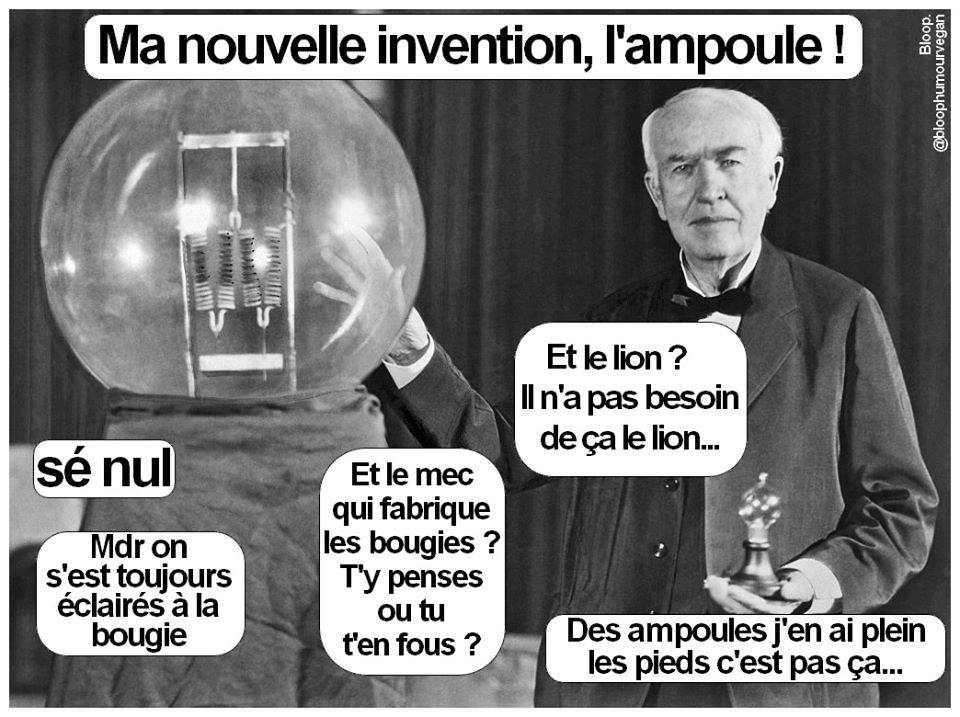 Ma nouvelle invention, l'ampoule !
Bloop.
@bloophumourvegan
Et le lion ?
Il n'a pas besoin
de ça le lion...
sé nul
Et le mec
qui fabrique
les bougies ?
T'y penses
ou tu
t'en fous ?
Mdr on
s'est toujours
éclairés à la
bougie
Des ampoules j'en ai plein
les pieds c'est pas ça...